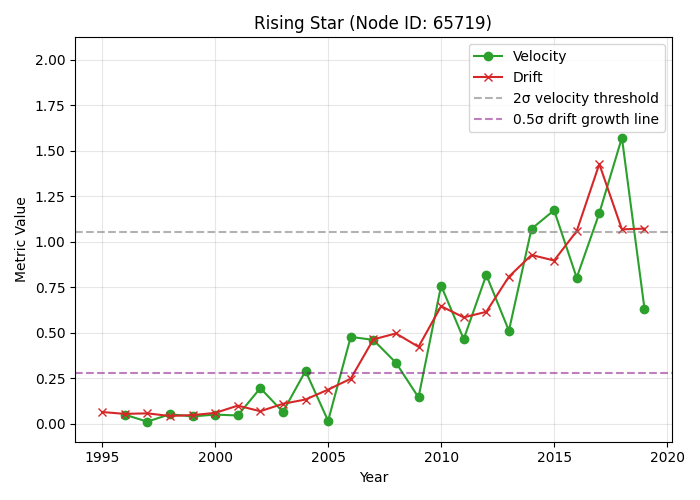 Rising Star (Node ID: 65719)
Velocity
Drift
2σ velocity threshold
0.5σ drift growth line
2.00
1.75
1.50
1.25
1.00
0.75
0.50
0.25
0.00
Metric Value
1995
2000
2005
2010
2015
2020
Year